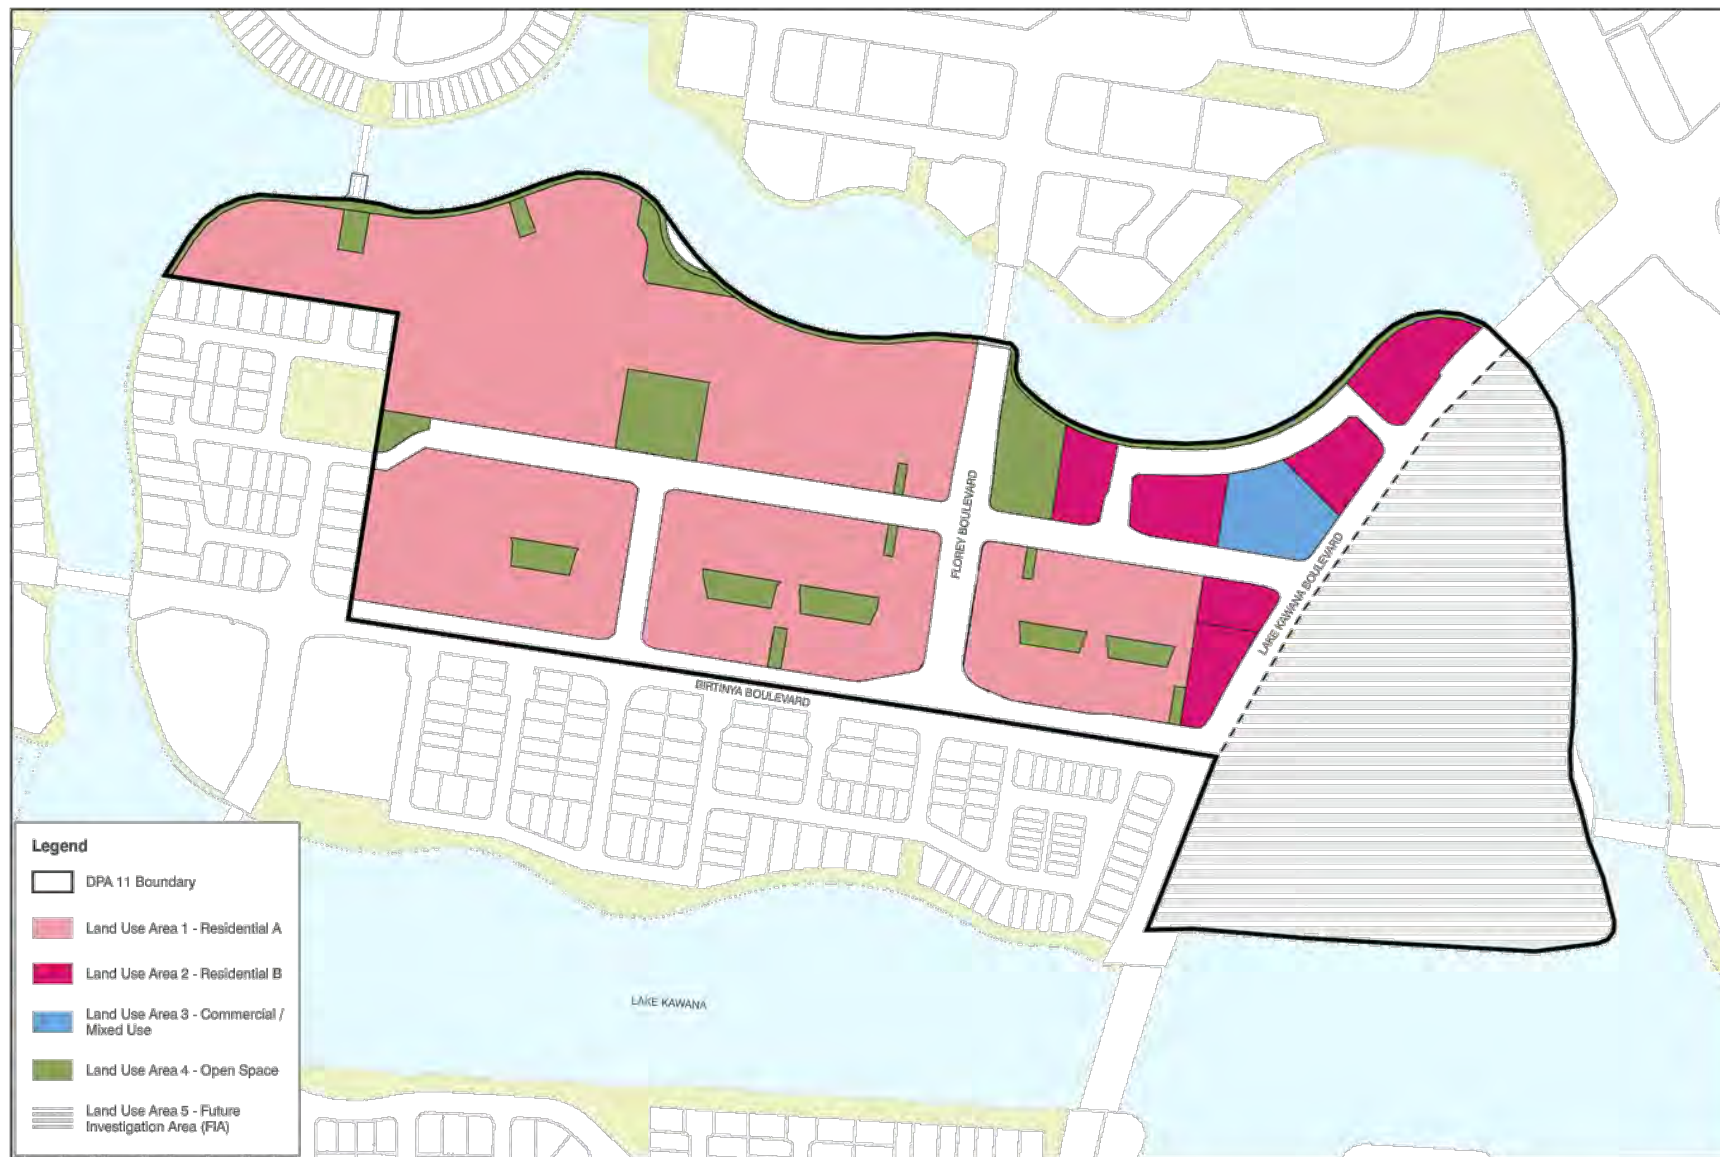 FLOREY BOULEVARD
LAKE KAWANA BOULEVARD
BIRTINYA BOULEVARD
LAKE KAWANA
Legend
DPA 11 Boundary
Land Use Area 1 - Residential A
Land Use Area 2 - Residential B
Land Use Area 3 - Commercial /
Mixed Use
Land Use Area 4 - Open Space
Land Use Area 5 - Future
Investigation Area (FIA)